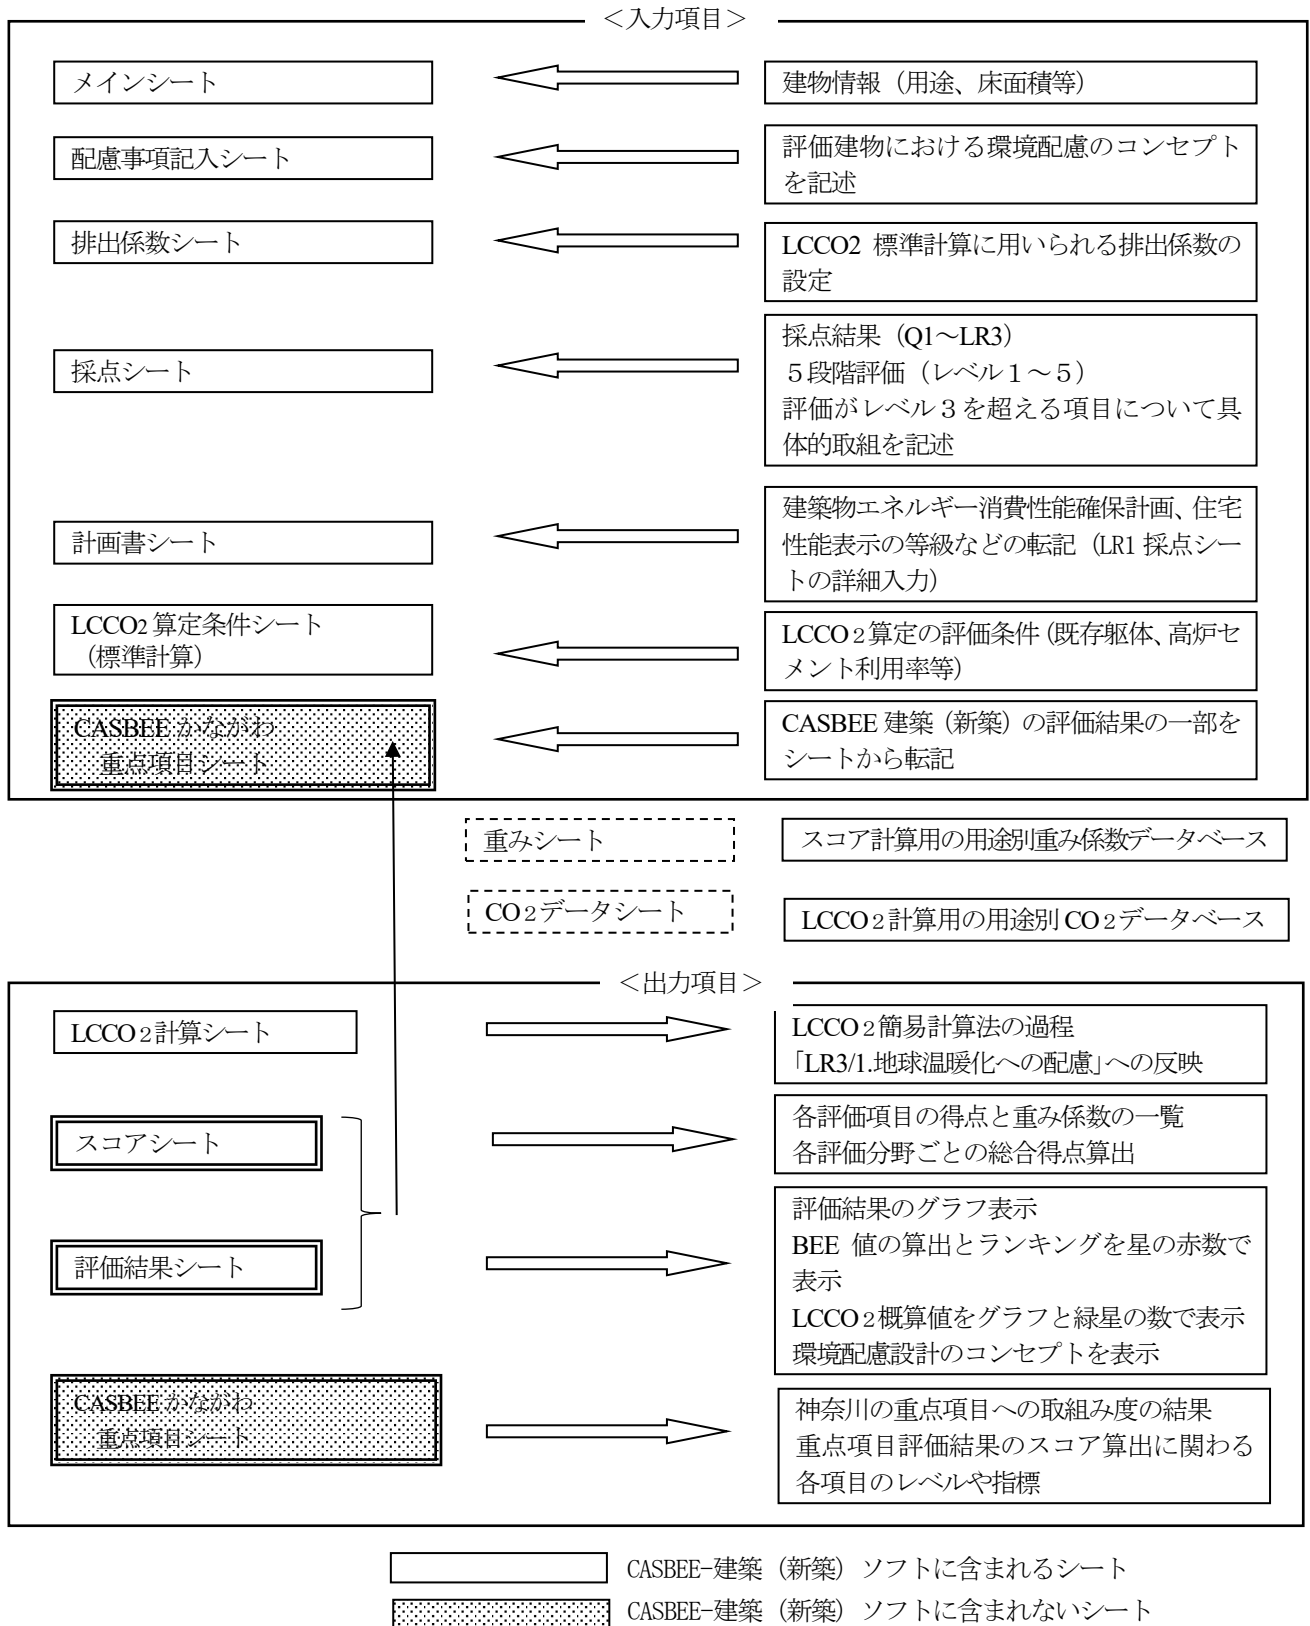 ＜入力項目＞
メインシート
建物情報（用途、床面積等）
配慮事項記入シート
評価建物における環境配慮のコンセプト
を記述
排出係数シート
LCCO2 標準計算に用いられる排出係数の
設定
採点シート
採点結果（Q1～LR3）
５段階評価（レベル１～５）
評価がレベル３を超える項目について具
体的取組を記述
計画書シート
建築物エネルギー消費性能確保計画、住宅
性能表示の等級などの転記（LR1 採点シー
トの詳細入力）
LCCO2 算定条件シート
（標準計算）
LCCO２算定の評価条件（既存躯体、高炉セ
メント利用率等）
CASBEE かながわ
重点項目シート
CASBEE 建築（新築）の評価結果の一部を
シートから転記
重みシート
スコア計算用の用途別重み係数データベース
CO２データシート
LCCO２計算用の用途別 CO２データベース
＜出力項目＞
LCCO２計算シート
LCCO２簡易計算法の過程
「LR3/1.地球温暖化への配慮」への反映
スコアシート
各評価項目の得点と重み係数の一覧
各評価分野ごとの総合得点算出
評価結果シート
評価結果のグラフ表示
BEE 値の算出とランキングを星の赤数で
表示
LCCO２概算値をグラフと緑星の数で表示
環境配慮設計のコンセプトを表示
CASBEE かながわ
重点項目シート
神奈川の重点項目への取組み度の結果
重点項目評価結果のスコア算出に関わる
各項目のレベルや指標
CASBEE-建築（新築）ソフトに含まれるシート
CASBEE-建築（新築）ソフトに含まれないシート